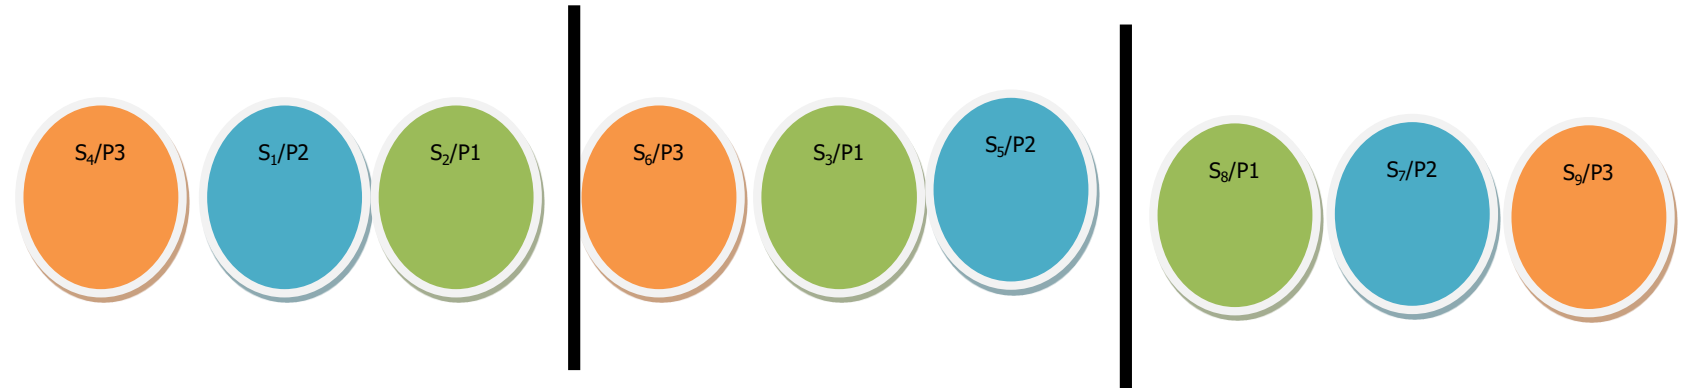 S₄/P3
S₁/P2
S₂/P1
S₆/P3
S₃/P1
S₅/P2
S₈/P1
S₇/P2
S₉/P3